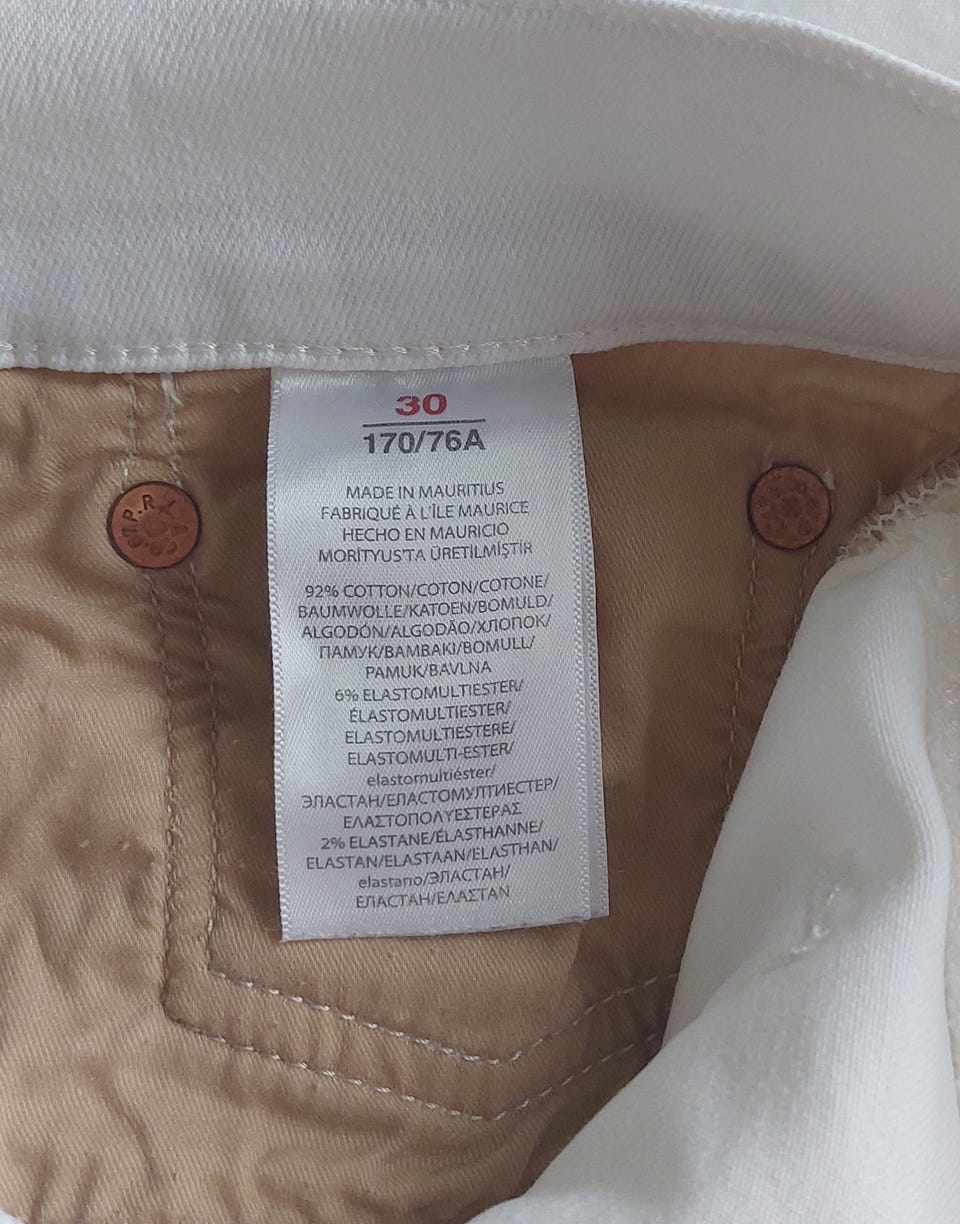 30
170/76A
MADE IN MAURITIUS
FABRIQUÉ À L'ÎLE MAURICE
HECHO EN MAURICIO
MORİTYUS'TA ÜRETİLMİŞTİR
92% COTTON/COTON/COTONE/
BAUMWOLLE/KATOEN/BOMULD/
ALGODÓN/ALGODÃO/ХЛОПОК/
ПАМУК/ΒΑΜΒΑΚΙ/BOMULL/
PAMUK/BAVLNA
6% ELASTOMULTIESTER/
ÉLASTOMULTIESTER/
ELASTOMULTIESTERE/
ELASTOMULTI-ESTER/
elastomultiéster/
ЭЛАСТАН/ЕЛАСТОМУЛТИЕСТЕР/
ΕΛΑΣΤΟΠΟΛΥΕΣΤΕΡΑΣ
2% ELASTANE/ÉLASTHANNE/
ELASTAN/ELASTAAN/ELASTHAN/
elastano/ЭЛАСТАН/
ЕЛАСТАН/ΕΛΑΣΤΑΝ